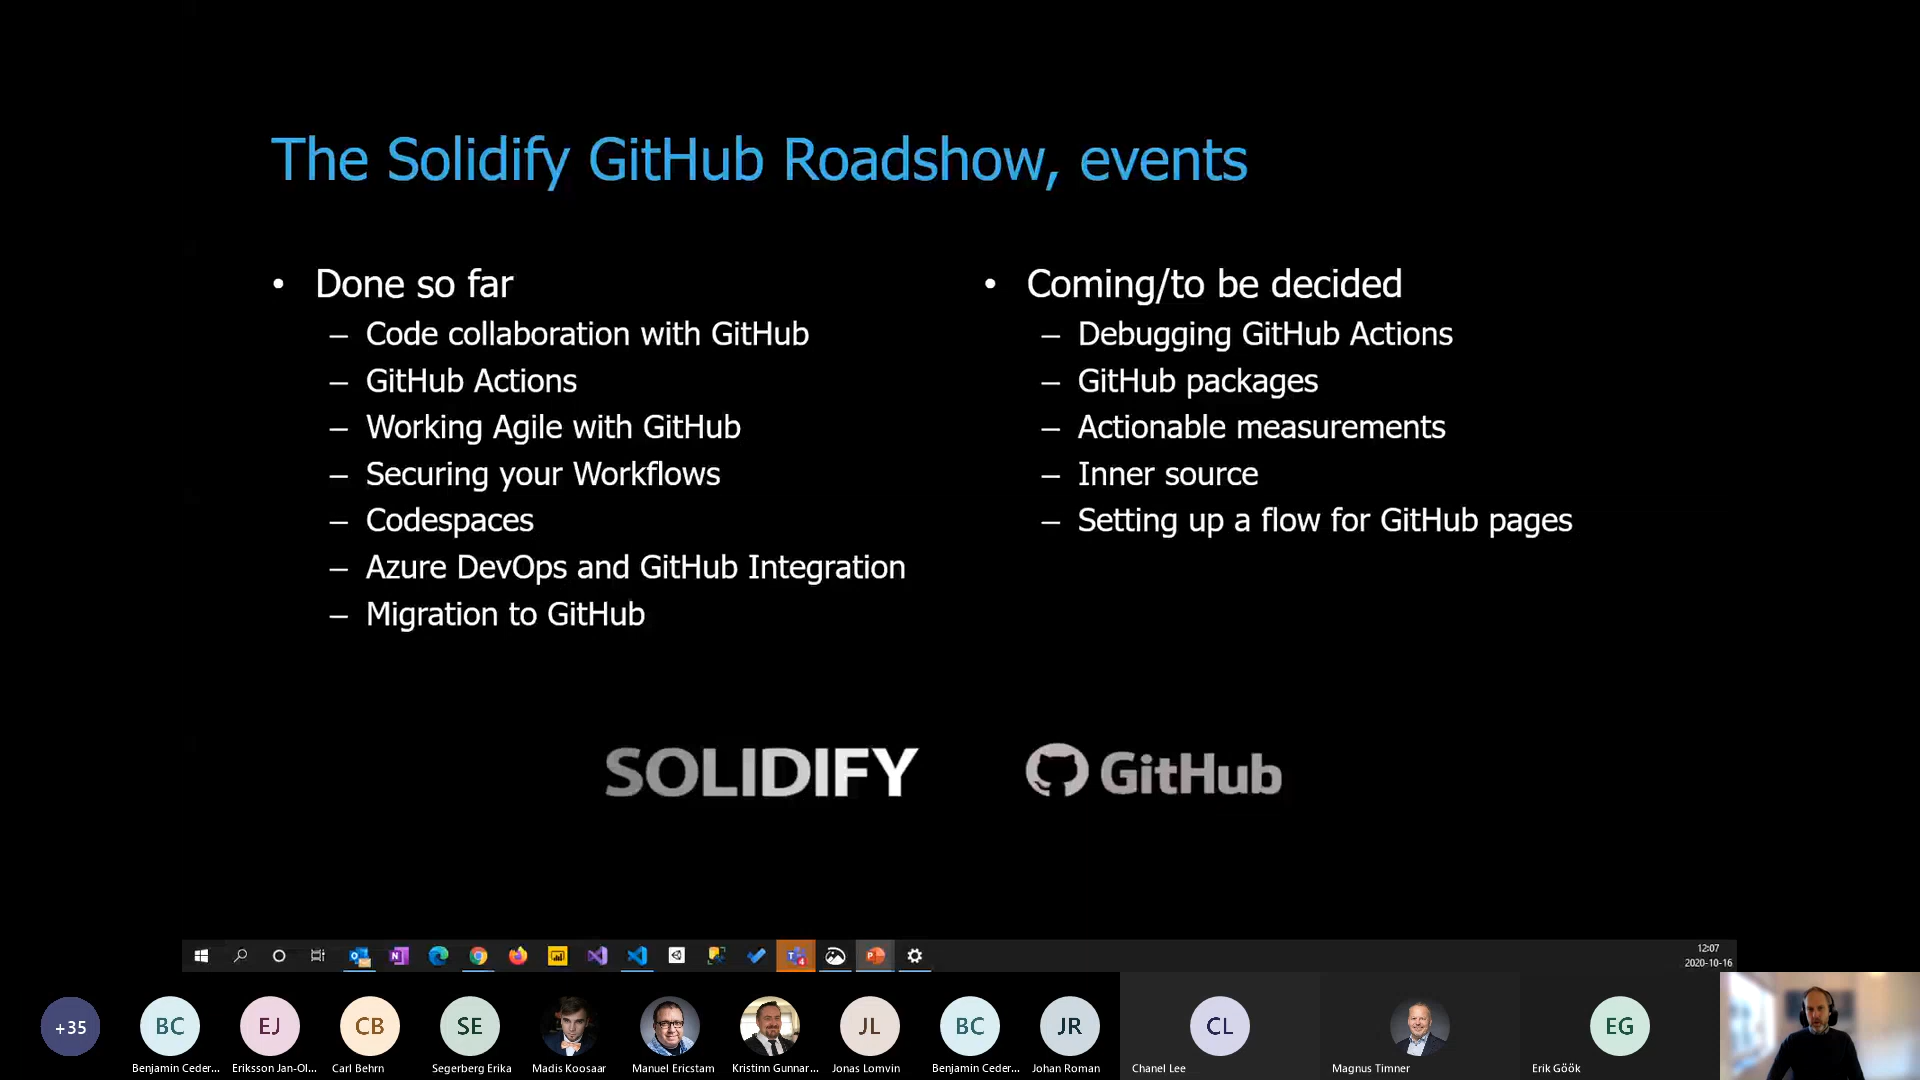 The Solidify GitHub Roadshow, events
• Done so far
– Code collaboration with GitHub
– GitHub Actions
– Working Agile with GitHub
– Securing your Workflows
– Codespaces
– Azure DevOps and GitHub Integration
– Migration to GitHub
• Coming/to be decided
– Debugging GitHub Actions
– GitHub packages
– Actionable measurements
– Inner source
– Setting up a flow for GitHub pages
SOLIDIFY
GitHub
12:07
2020-10-16
+35
BC
EJ
CB
SE
JL
BC
JR
CL
EG
Benjamin Ceder...
Eriksson Jan-Ol...
Carl Behrn
Segerberg Erika
Madis Koosaar
Manuel Ericstam
Kristinn Gunnar...
Jonas Lomvin
Benjamin Ceder...
Johan Roman
Chanel Lee
Magnus Timner
Erik Göök